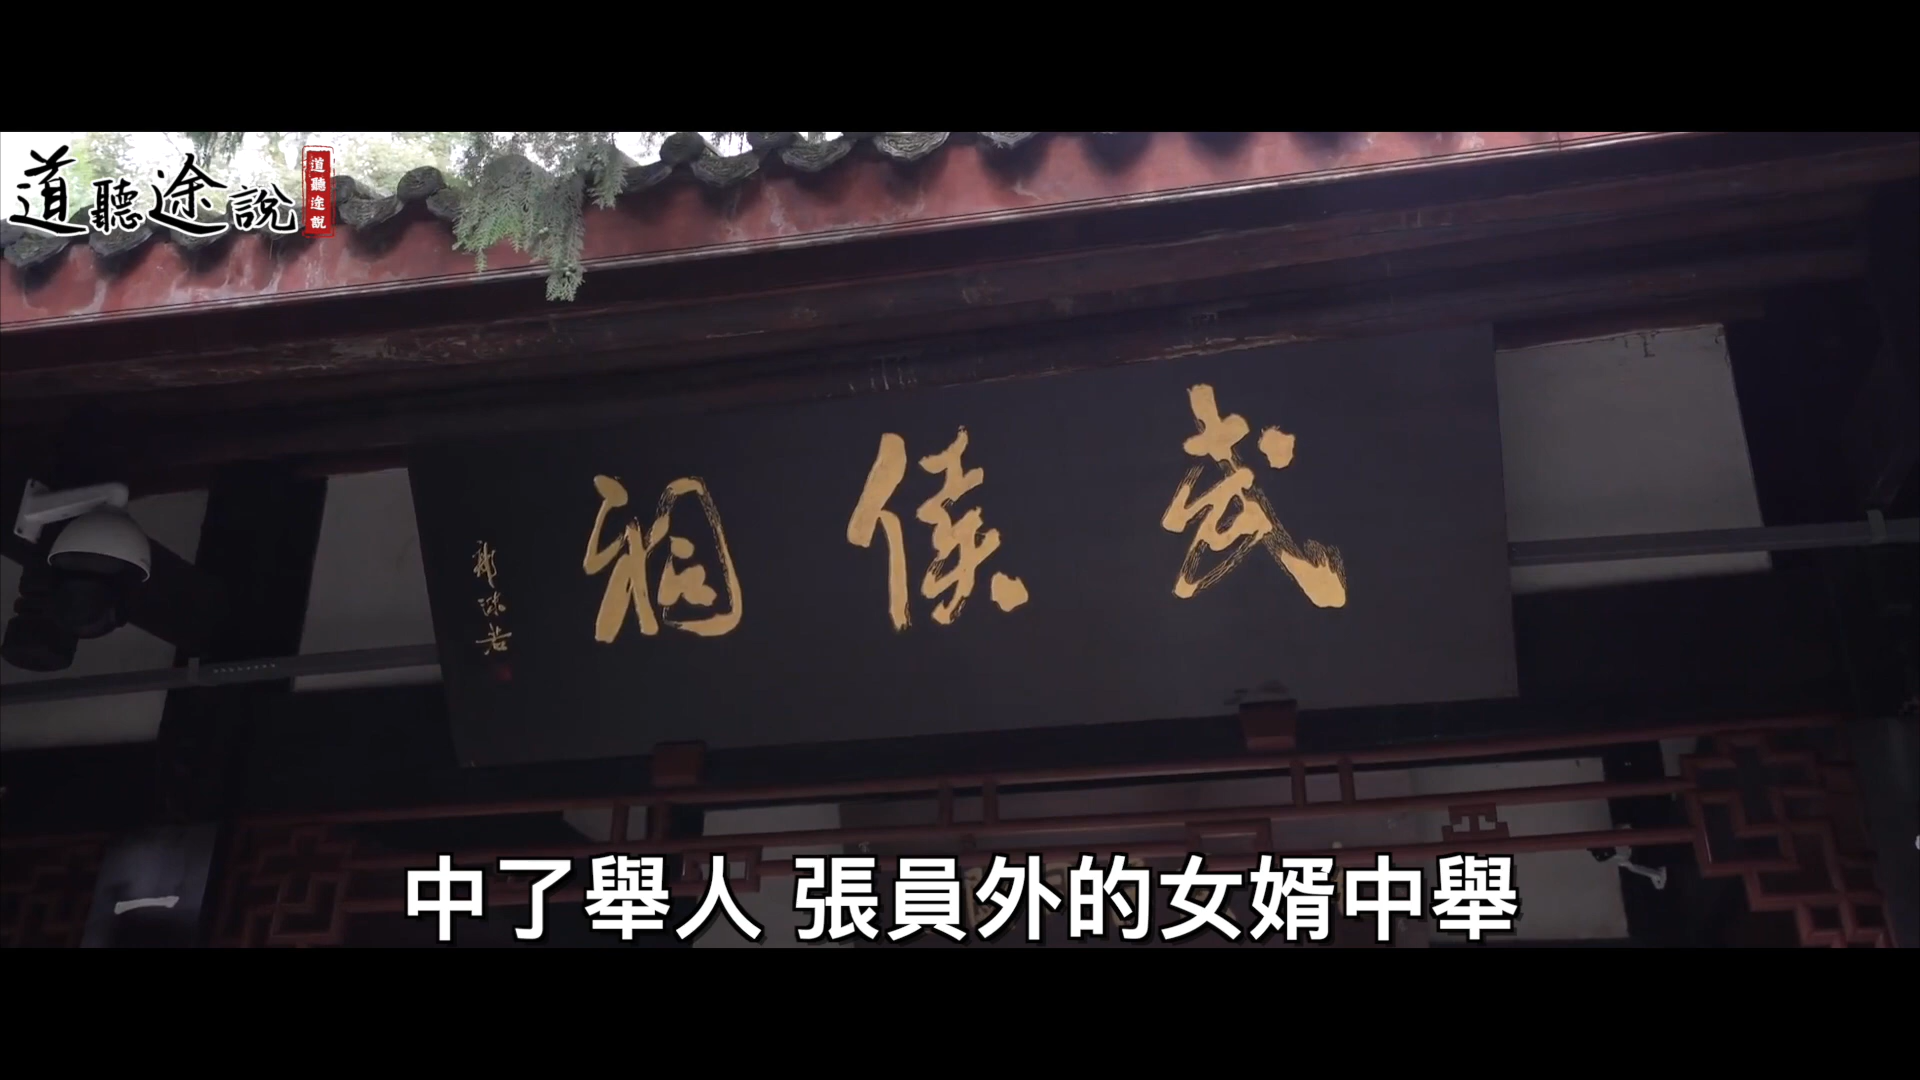 道聽途說
道聽途說
武侯祠
郭沫若
中了舉人 張員外的女婿中舉